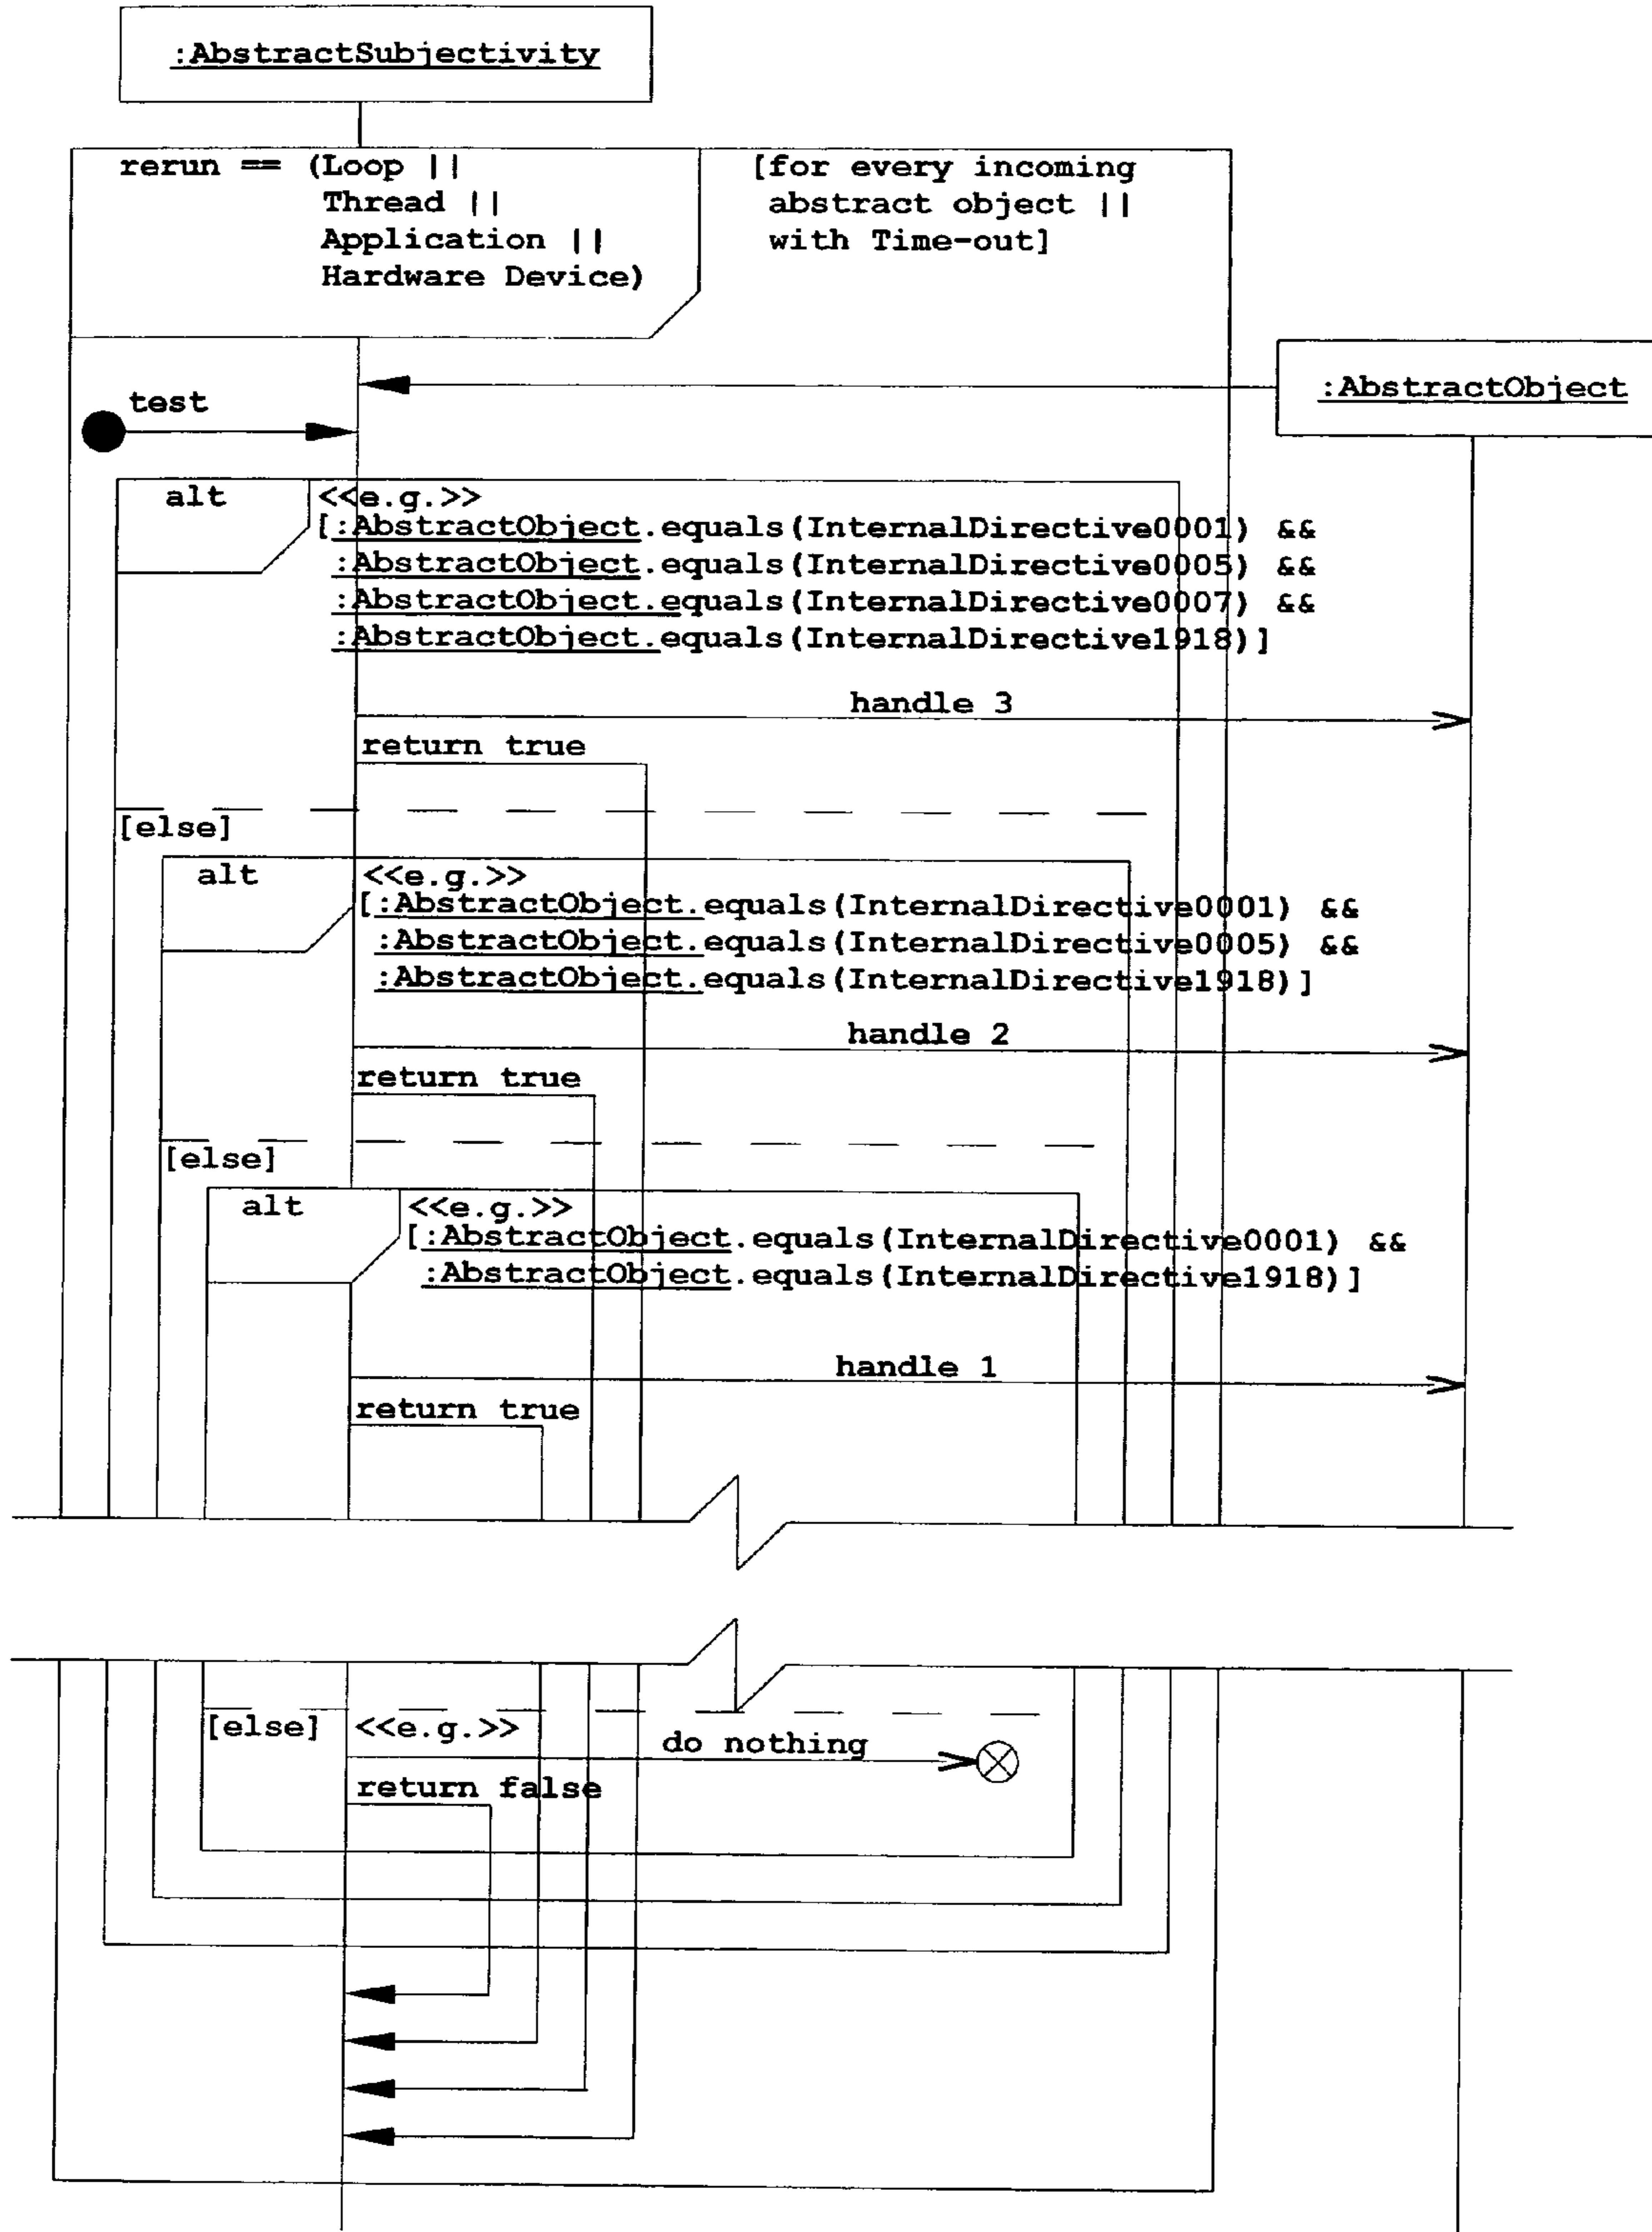 :AbstractSubjectivity
rerun == (Loop ||
Thread ||
Application ||
Hardware Device)
[for every incoming
abstract object ||
with Time-out]
:AbstractObject
test
alt
<<e.g.>>
[:AbstractObject.equals(InternalDirective0001) &&
:AbstractObject.equals(InternalDirective0005) &&
:AbstractObject.equals(InternalDirective0007) &&
:AbstractObject.equals(InternalDirective1918)]
handle 3
return true
[else]
alt
<<e.g.>>
[:AbstractObject.equals(InternalDirective0001) &&
:AbstractObject.equals(InternalDirective0005) &&
:AbstractObject.equals(InternalDirective1918)]
handle 2
return true
[else]
alt
<<e.g.>>
[:AbstractObject.equals(InternalDirective0001) &&
:AbstractObject.equals(InternalDirective1918)]
handle 1
return true
[else]
<<e.g.>>
do nothing
return false